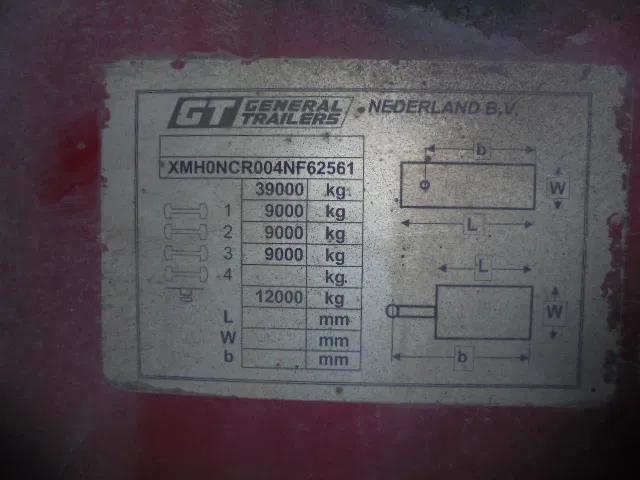 GT GENERAL TRAILERS NEDERLAND B.V.
XMH0NCR004NF62561
39000 kg
1 9000 kg
2 9000 kg
3 9000 kg
4 kg
12000 kg
L mm
W mm
b mm
b
W
L
L
W
b